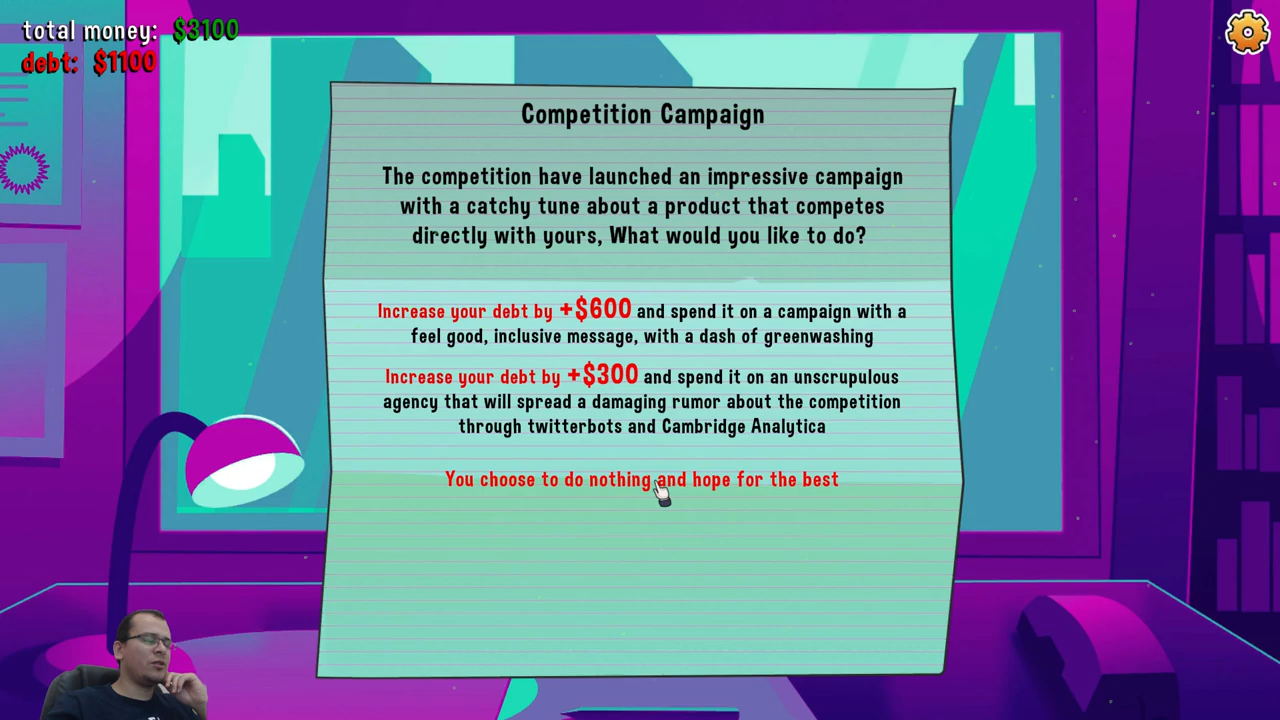 total money: $3100
debt: $1100
Competition Campaign
The competition have launched an impressive campaign
with a catchy tune about a product that competes
directly with yours, What would you like to do?
Increase your debt by +$600 and spend it on a campaign with a
feel good, inclusive message, with a dash of greenwashing
Increase your debt by +$300 and spend it on an unscrupulous
agency that will spread a damaging rumor about the competition
through twitterbots and Cambridge Analytica
You choose to do nothing and hope for the best